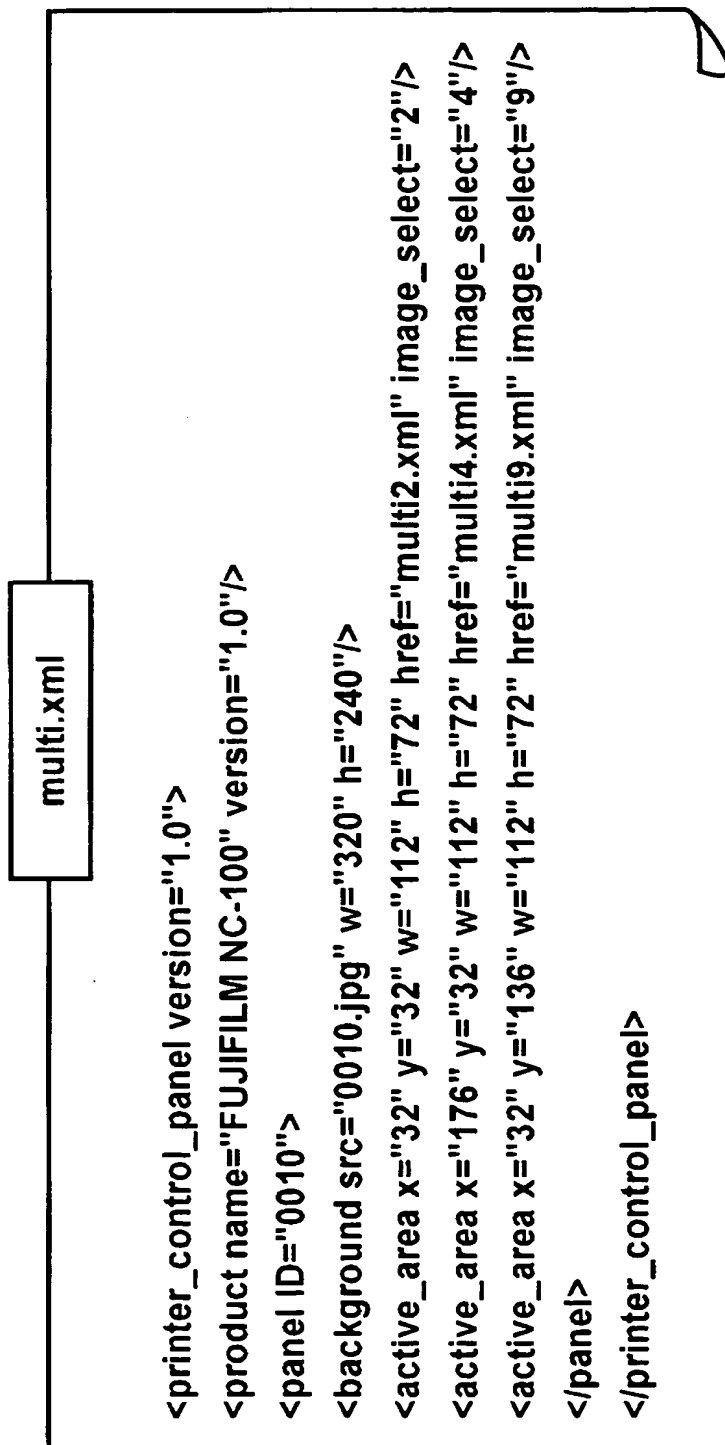 multi.xml
<printer_control_panel version="1.0">
<product name="FUJIFILM NC-100" version="1.0"/>
<panel ID="0010">
<background src="0010.jpg" w="320" h="240"/>
<active_area x="32" y="32" w="112" h="72" href="multi2.xml" image_select="2"/>
<active_area x="176" y="32" w="112" h="72" href="multi4.xml" image_select="4"/>
<active_area x="32" y="136" w="112" h="72" href="multi9.xml" image_select="9"/>
</panel>
</printer_control_panel>